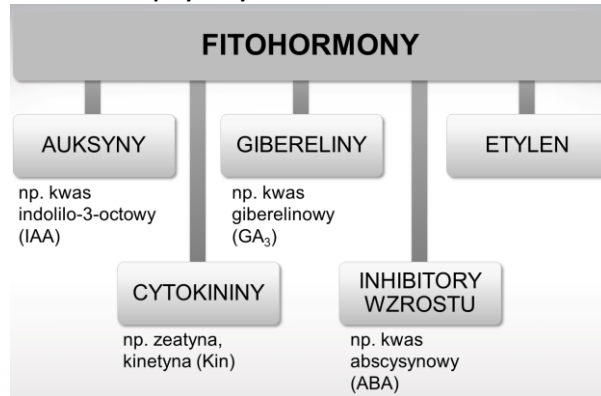 FITOHORMONY
AUKSYNY
np. kwas
indolilo-3-octowy
(IAA)
GIBERELINY
np. kwas
giberelinowy
(GA₃)
ETYLEN
CYTOKININY
np. zeatyna,
kinetyna (Kin)
INHIBITORY
WZROSTU
np. kwas
abscysynowy
(ABA)